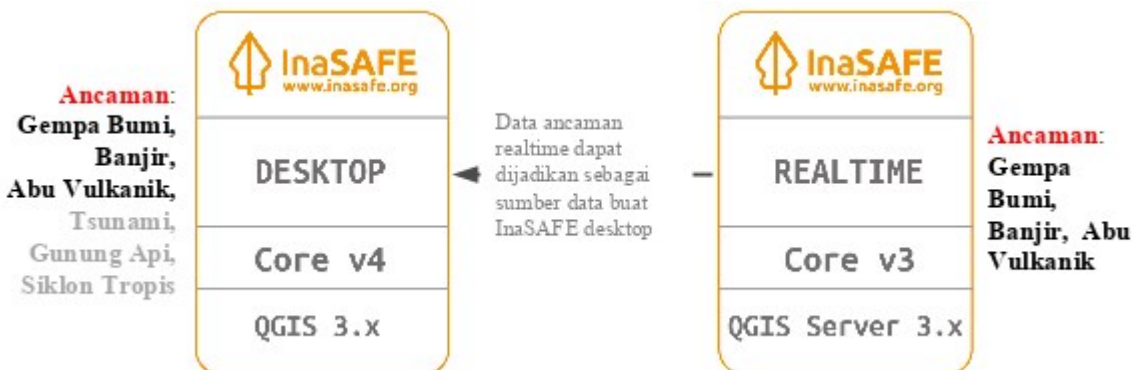 Ancaman:
Gempa Bumi,
Banjir,
Abu Vulkanik,
Tsunami,
Gunung Api,
Siklon Tropis
InaSAFE
www.inasafe.org
DESKTOP
Core v4
QGIS 3.x
Data ancaman
realtime dapat
dijadikan sebagai
sumber data buat
InaSAFE desktop
InaSAFE
www.inasafe.org
REALTIME
Core v3
QGIS Server 3.x
Ancaman:
Gempa
Bumi,
Banjir, Abu
Vulkanik